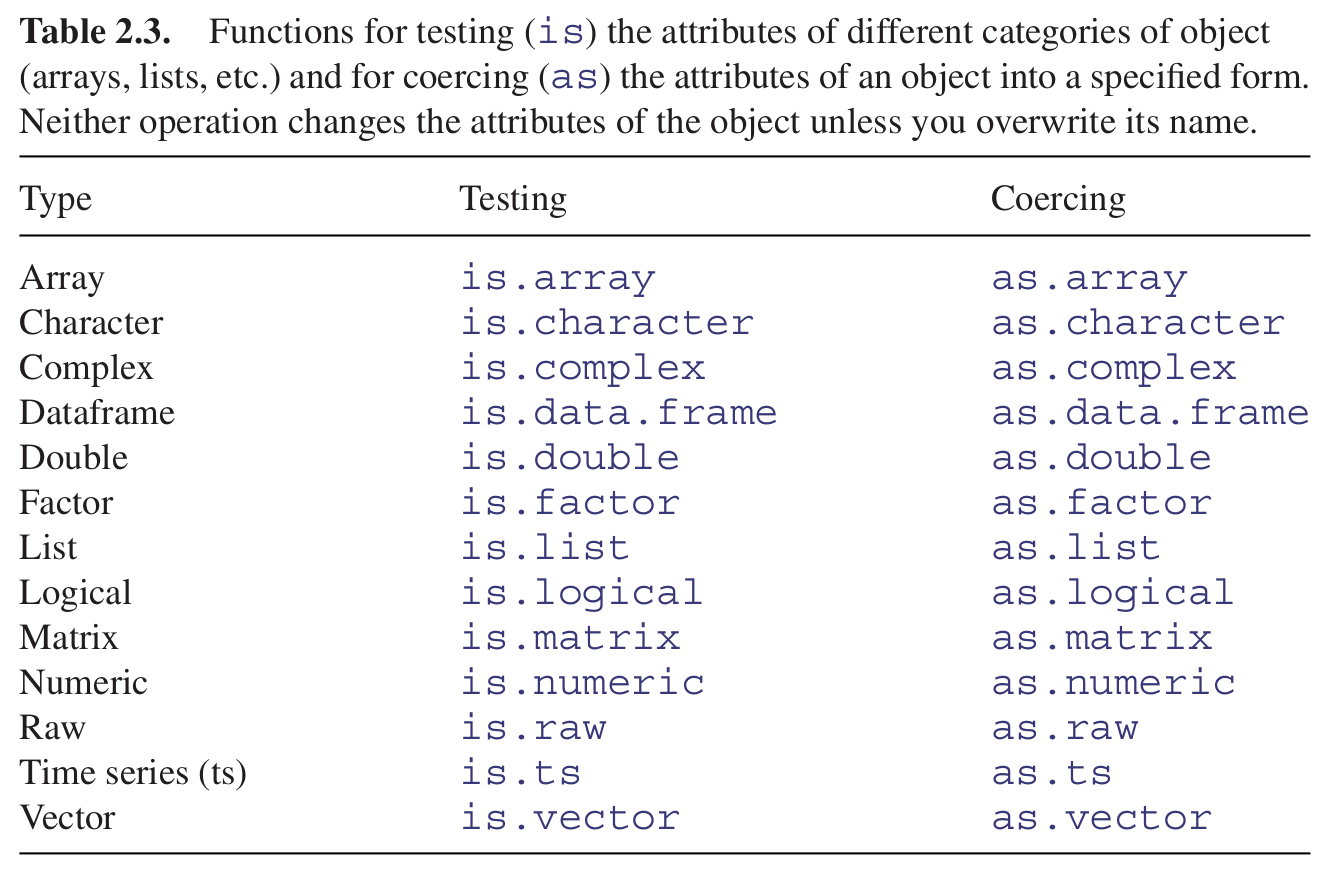 Table 2.3. Functions for testing (is) the attributes of different categories of object
(arrays, lists, etc.) and for coercing (as) the attributes of an object into a specified form.
Neither operation changes the attributes of the object unless you overwrite its name.
Type Testing Coercing
Array is.array as.array
Character is.character as.character
Complex is.complex as.complex
Dataframe is.data.frame as.data.frame
Double is.double as.double
Factor is.factor as.factor
List is.list as.list
Logical is.logical as.logical
Matrix is.matrix as.matrix
Numeric is.numeric as.numeric
Raw is.raw as.raw
Time series (ts) is.ts as.ts
Vector is.vector as.vector